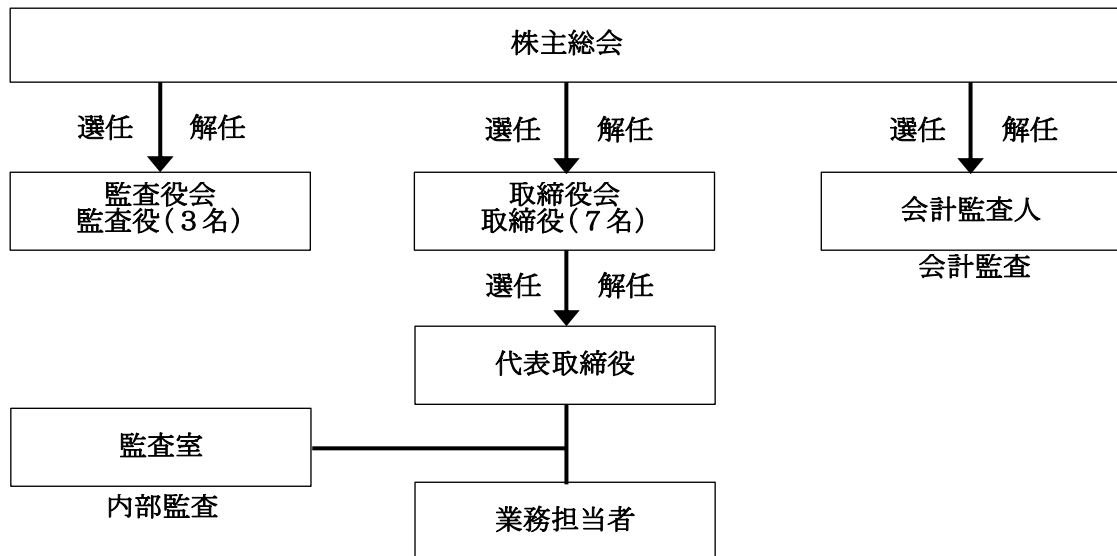 株主総会
選任 解任
選任 解任
選任 解任
監査役会
監査役(３名)
取締役会
取締役(７名)
会計監査人
会計監査
選任 解任
代表取締役
監査室
内部監査
業務担当者